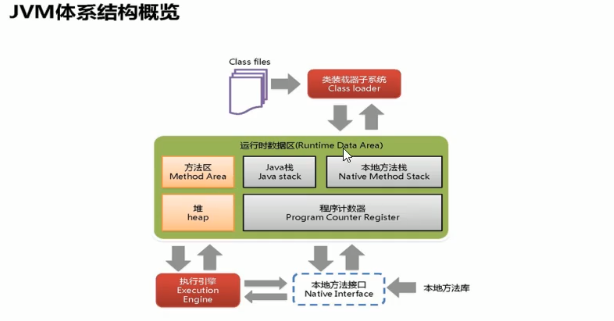 JVM体系结构概览
Class files
类装载器子系统
Class loader
运行时数据区(Runtime Data Area)
方法区
Method Area
Java栈
Java stack
本地方法栈
Native Method Stack
堆
heap
程序计数器
Program Counter Register
执行引擎
Execution
Engine
本地方法接口
Native Interface
本地方法库